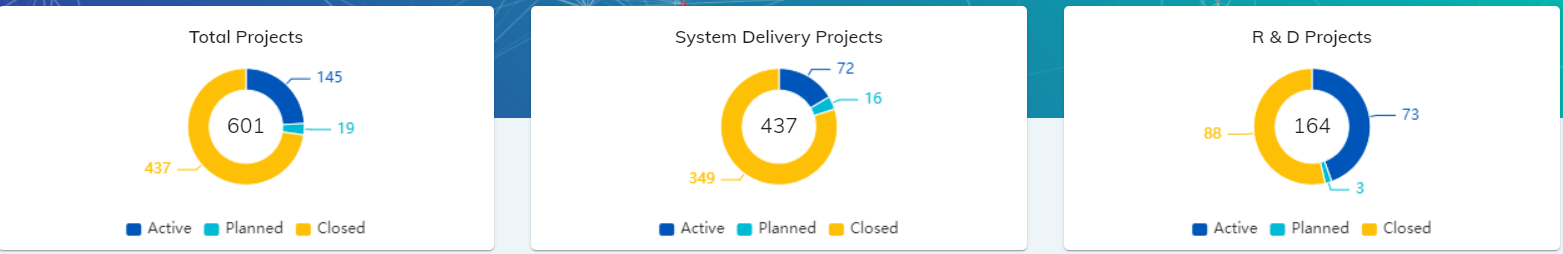 Total Projects
145
19
437
601
Active Planned Closed
System Delivery Projects
72
16
349
437
Active Planned Closed
R & D Projects
73
3
88
164
Active Planned Closed